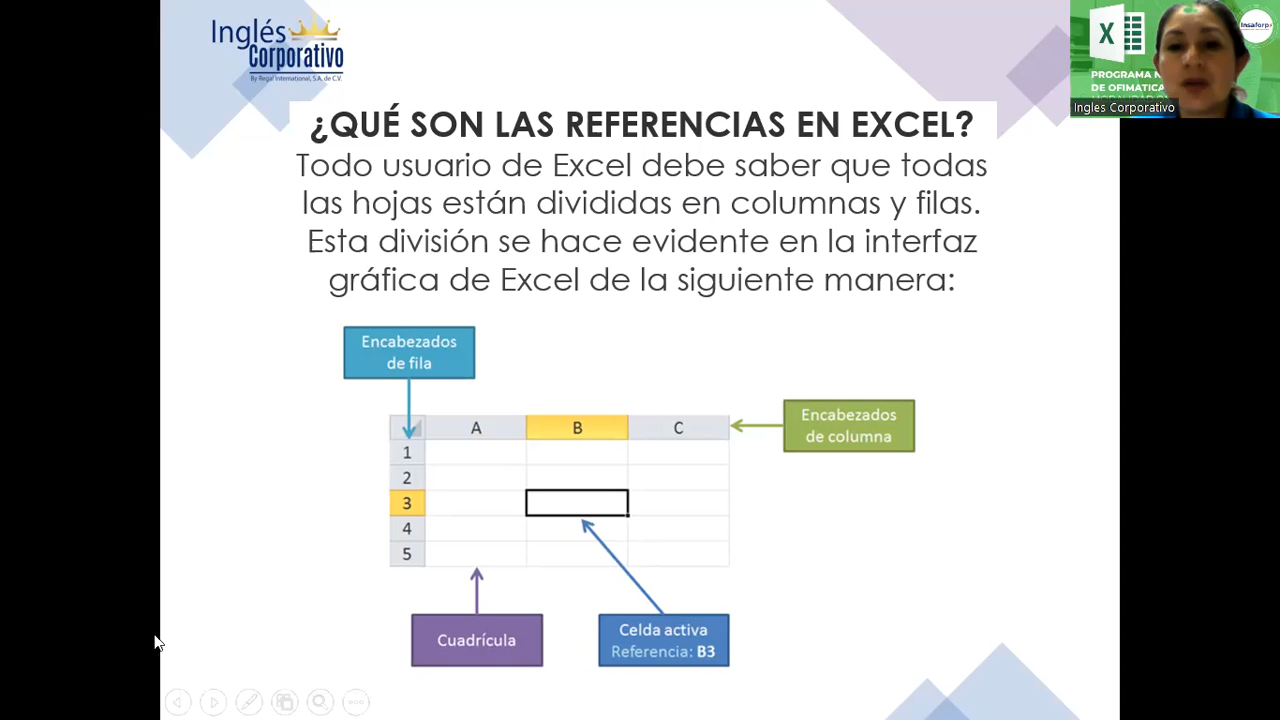 Inglés
Corporativo
By Regal International, S.A. de C.V.
X
Insaforp
PROGRAMA N
DE OFIMÁTICA
Ingles Corporativo
¿QUÉ SON LAS REFERENCIAS EN EXCEL?
Todo usuario de Excel debe saber que todas
las hojas están divididas en columnas y filas.
Esta división se hace evidente en la interfaz
gráfica de Excel de la siguiente manera:
Encabezados
de fila
Encabezados
de columna
A B C
1
2
3
4
5
Cuadrícula
Celda activa
Referencia: B3